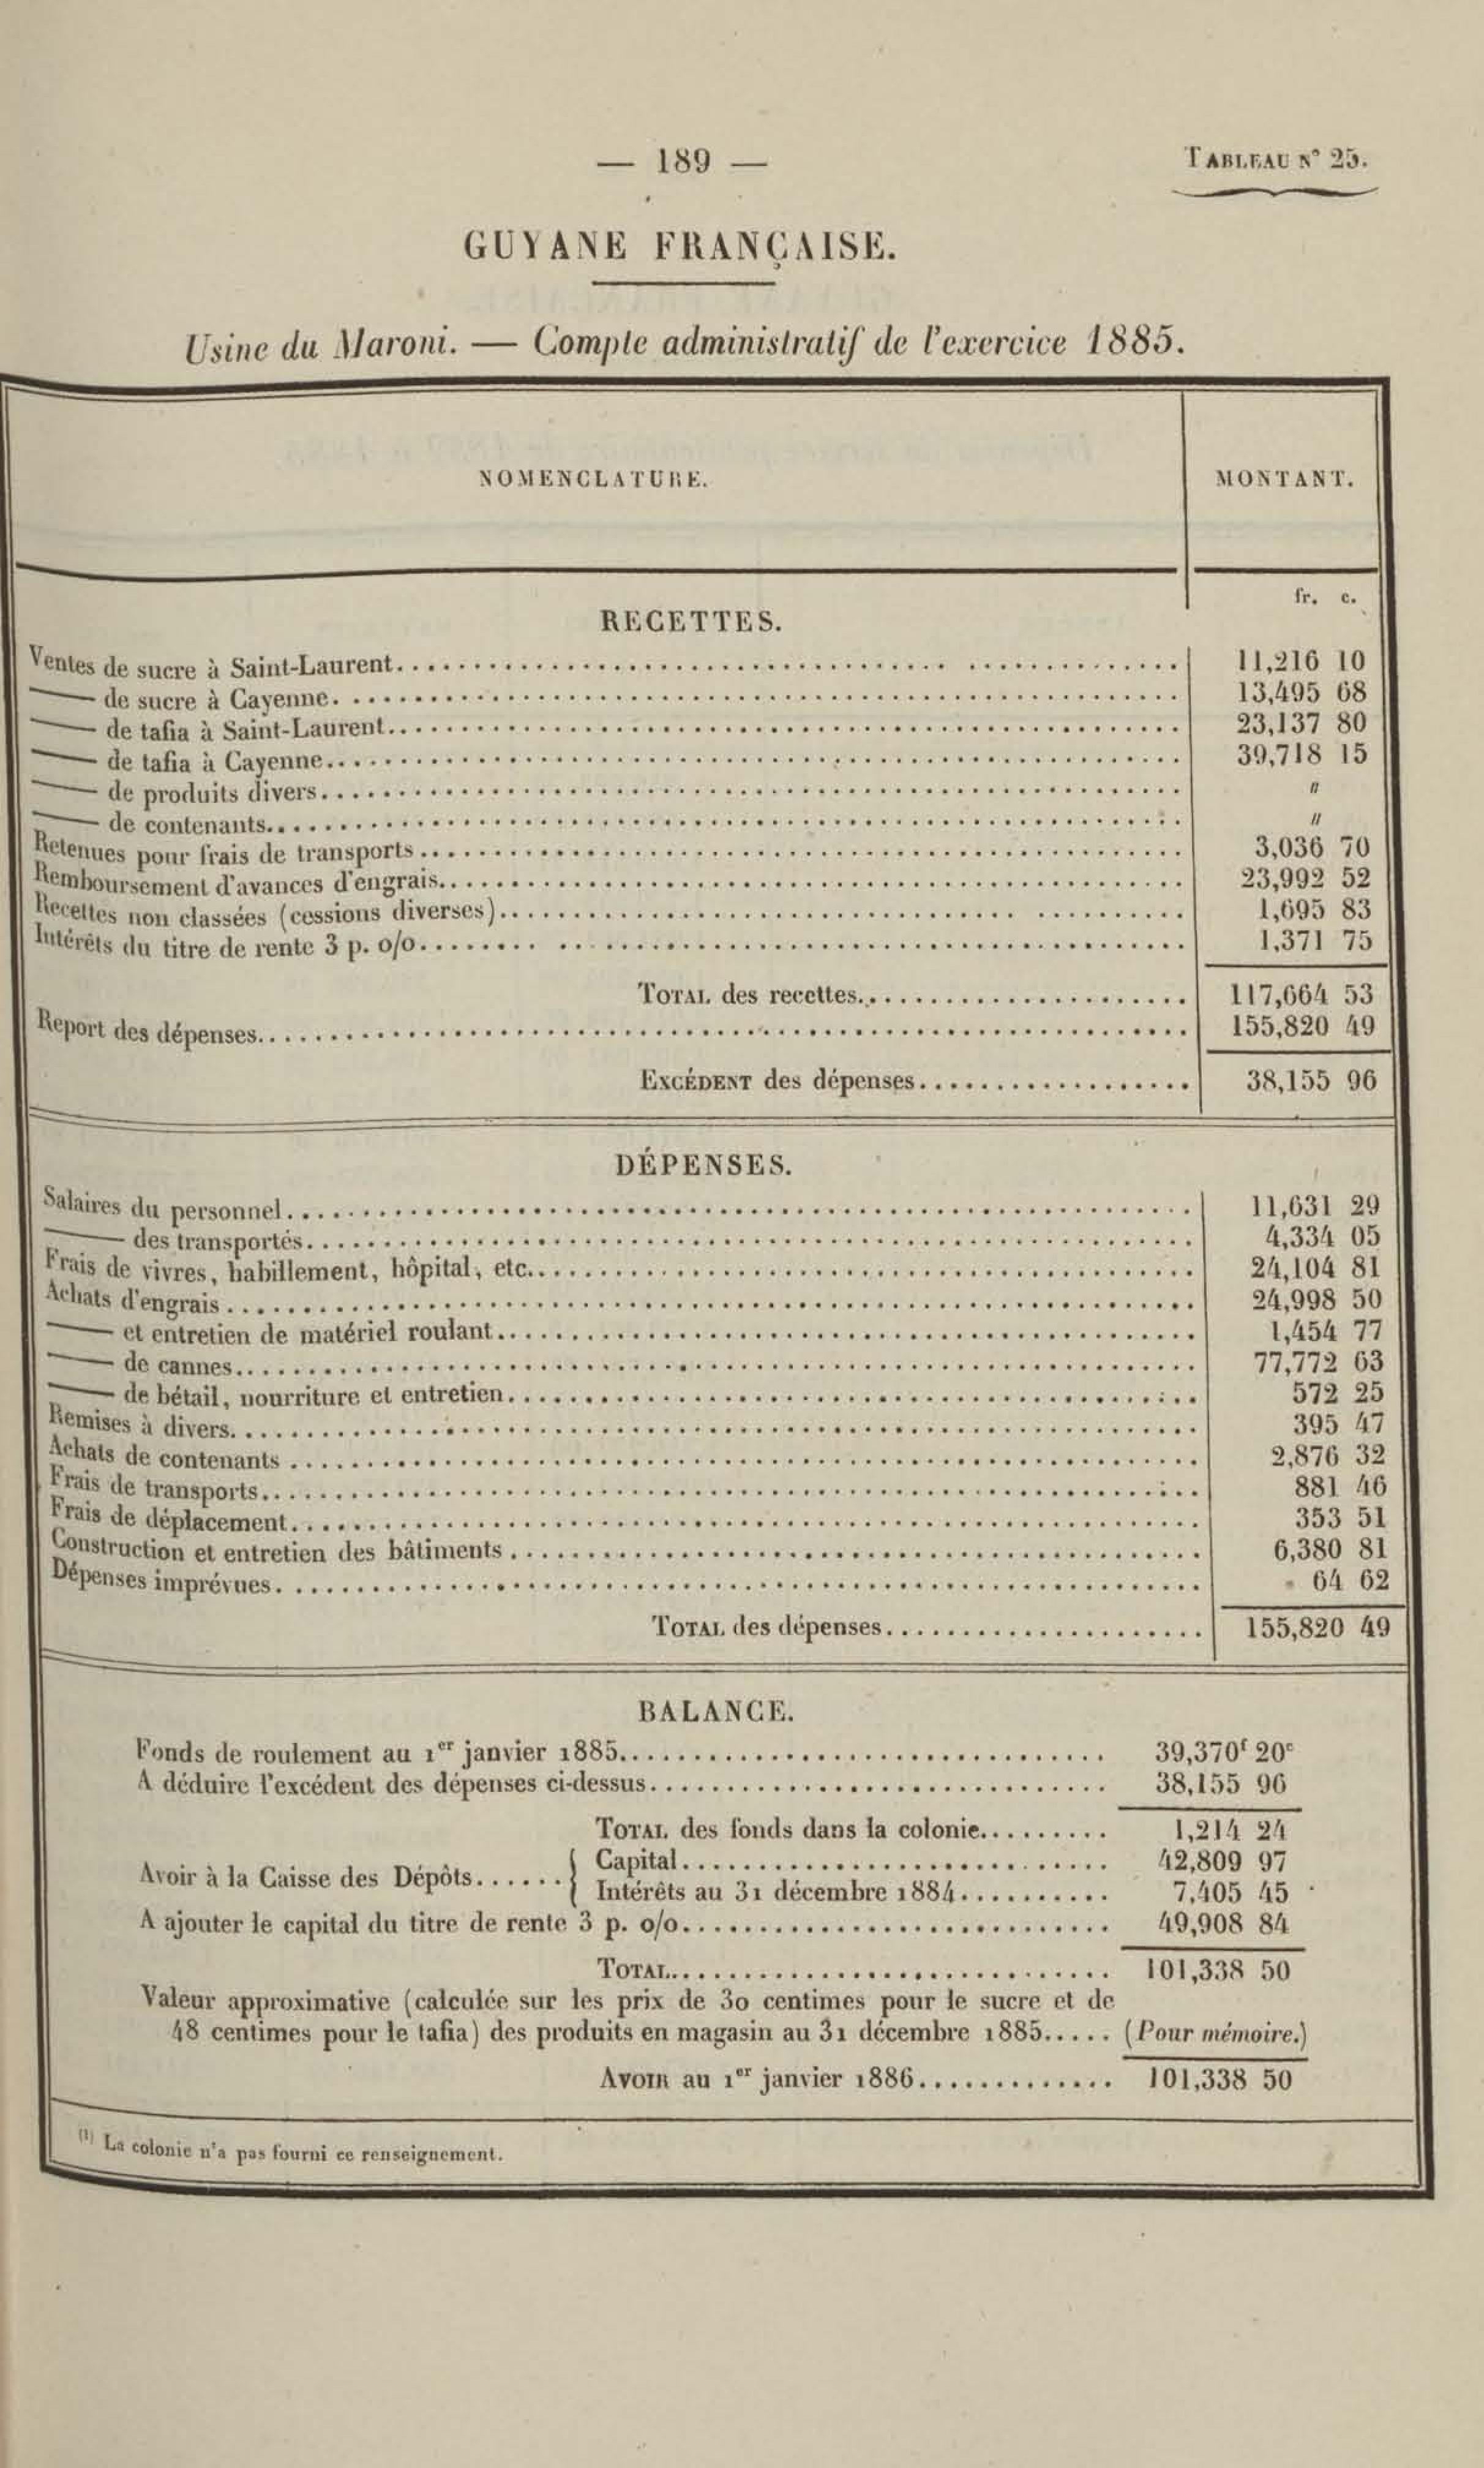 — 189 —
TABLEAU N° 25.
GUYANE FRANÇAISE.
Usine du Maroni. — Compte administratif de l'exercice 1885.
NOMENCLATURE. MONTANT.
fr. c.
RECETTES.
Ventes de sucre à Saint-Laurent. 11,216 10
— de sucre à Cayenne. 13,495 68
— de tafia à Saint-Laurent. 23,137 80
— de tafia à Cayenne. 39,718 15
— de produits divers. "
— de contenants. "
Retenues pour frais de transports 3,036 70
Remboursement d'avances d'engrais. 23,992 52
Recettes non classées (cessions diverses). 1,695 83
Intérêts du titre de rente 3 p. 0/0. 1,371 75
TOTAL des recettes. 117,664 53
Report des dépenses. 155,820 49
EXCÉDENT des dépenses. 38,155 96
DÉPENSES.
Salaires du personnel. 11,631 29
— des transportés. 4,334 05
Frais de vivres, habillement, hôpital, etc. 24,104 81
Achats d'engrais 24,998 50
— et entretien de matériel roulant. 1,454 77
— de cannes. 77,772 63
— de bétail, nourriture et entretien. 572 25
Remises à divers. 395 47
Achats de contenants 2,876 32
Frais de transports. 881 46
Frais de déplacement. 353 51
Construction et entretien des bâtiments 6,380 81
Dépenses imprévues. 64 62
TOTAL des dépenses. 155,820 49
BALANCE.
Fonds de roulement au 1er janvier 1885. 39,370f 20c
A déduire l'excédent des dépenses ci-dessus. 38,155 96
TOTAL des fonds dans la colonie. 1,214 24
Avoir à la Caisse des Dépôts. { Capital. 42,809 97
Intérêts au 31 décembre 1884. 7,405 45
A ajouter le capital du titre de rente 3 p. 0/0. 49,908 84
TOTAL. 101,338 50
Valeur approximative (calculée sur les prix de 30 centimes pour le sucre et de
48 centimes pour le tafia) des produits en magasin au 31 décembre 1885. (Pour mémoire.)
AVOIR au 1er janvier 1886. 101,338 50
(1) La colonie n'a pas fourni ce renseignement.